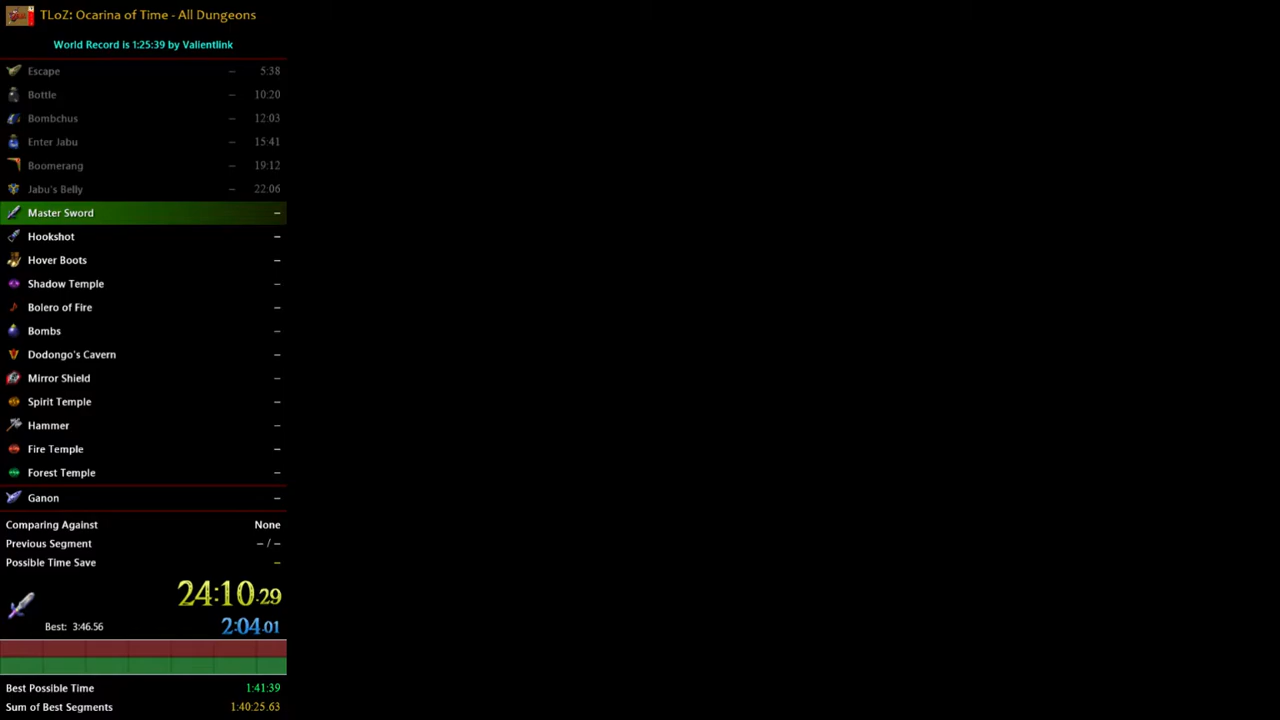 TLoZ: Ocarina of Time - All Dungeons
World Record is 1:25:39 by Valientlink
Escape – 5:38
Bottle – 10:20
Bombchus – 12:03
Enter Jabu – 15:41
Boomerang – 19:12
Jabu's Belly – 22:06
Master Sword –
Hookshot –
Hover Boots –
Shadow Temple –
Bolero of Fire –
Bombs –
Dodongo's Cavern –
Mirror Shield –
Spirit Temple –
Hammer –
Fire Temple –
Forest Temple –
Ganon –
Comparing Against None
Previous Segment – / –
Possible Time Save –
24:10.29
Best: 3:46.56 2:04.01
Best Possible Time 1:41:39
Sum of Best Segments 1:40:25.63